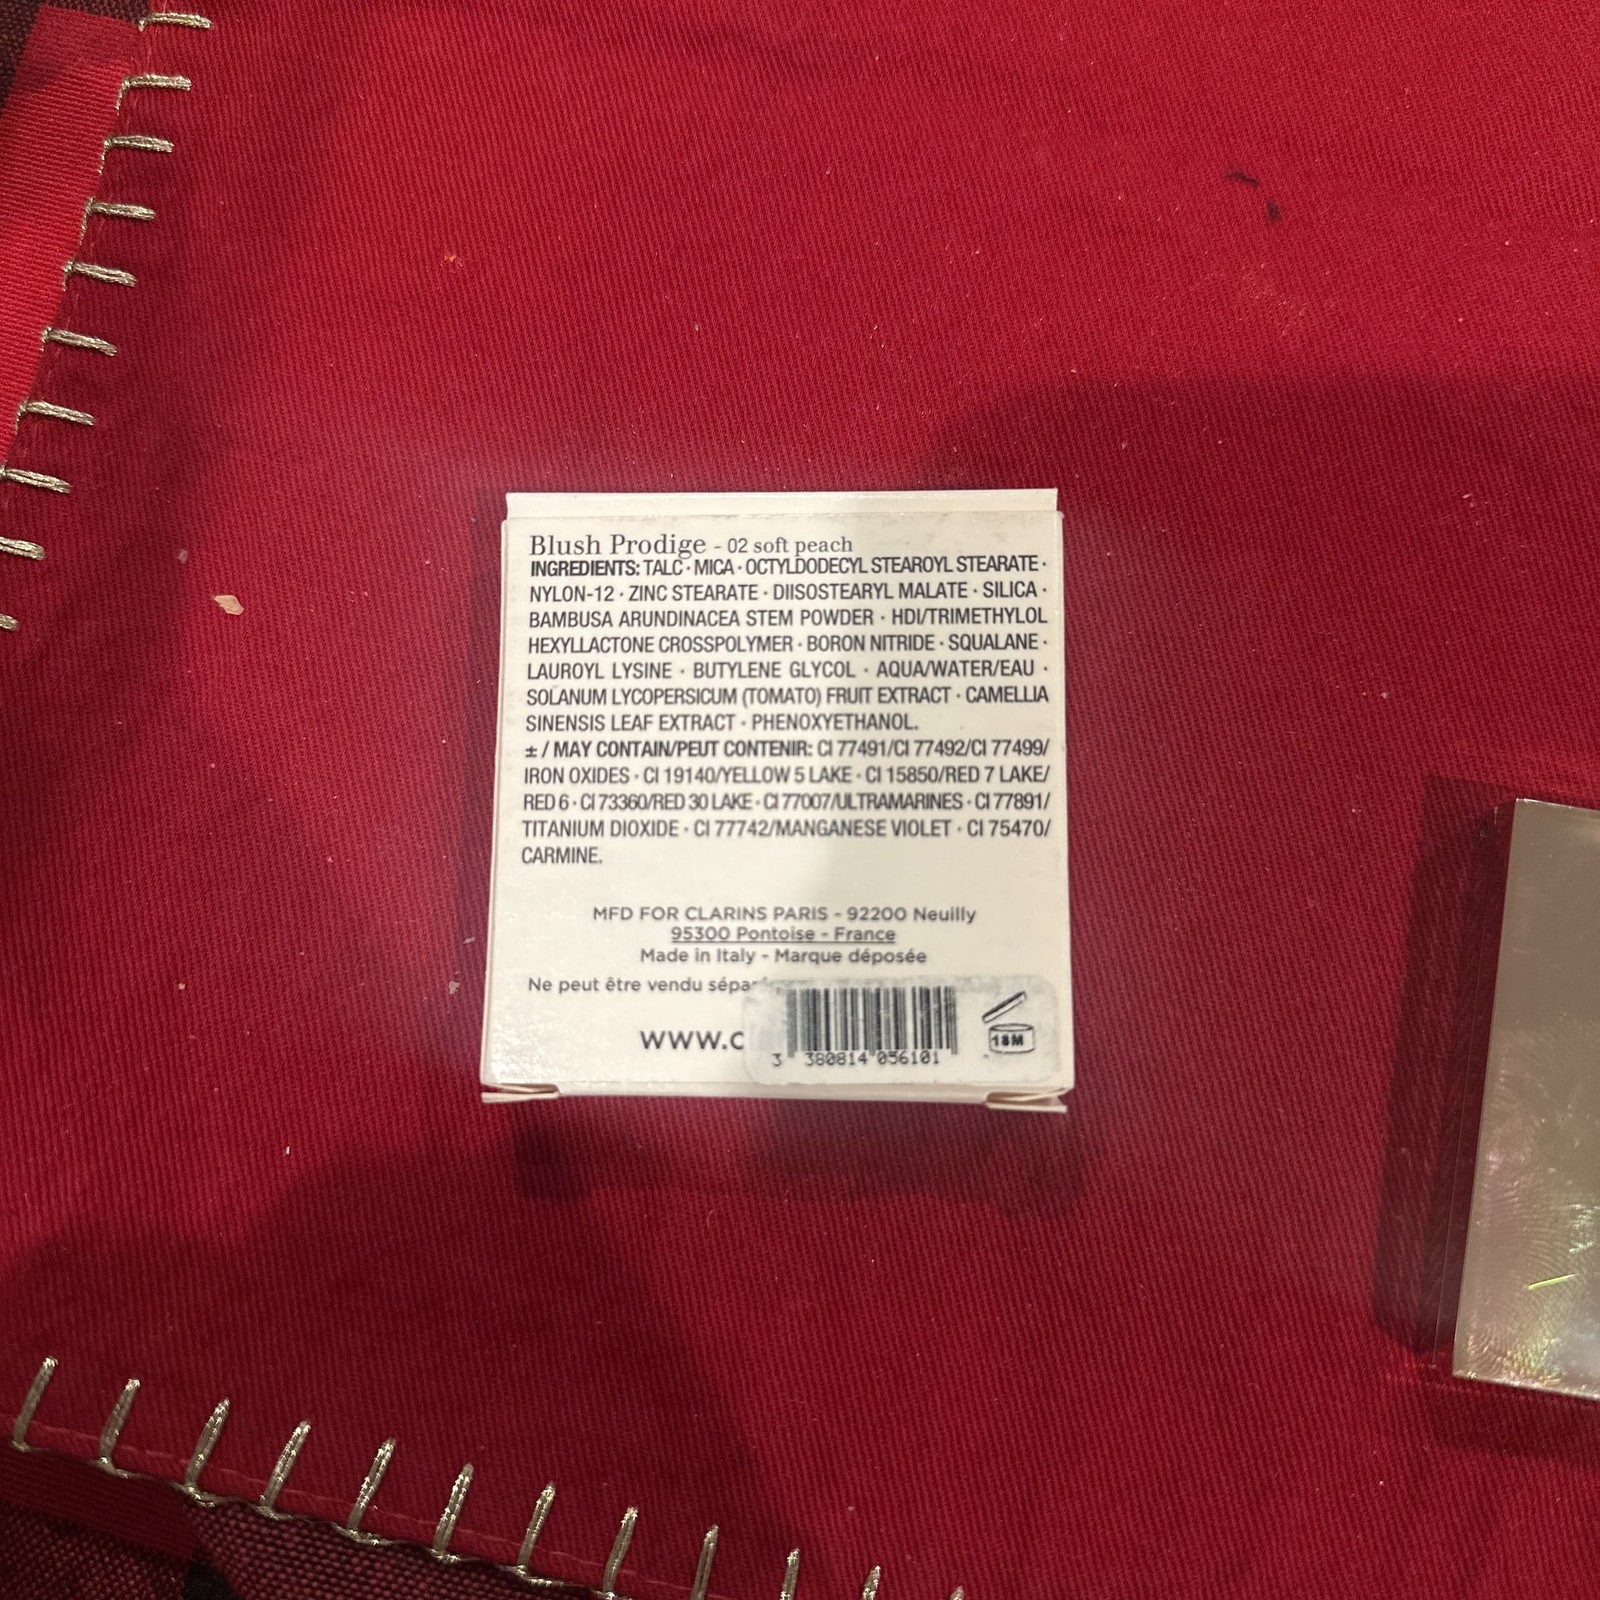 Blush Prodige - 02 soft peach
INGREDIENTS: TALC · MICA · OCTYLDODECYL STEAROYL STEARATE ·
NYLON-12 · ZINC STEARATE · DIISOSTEARYL MALATE · SILICA ·
BAMBUSA ARUNDINACEA STEM POWDER · HDI/TRIMETHYLOL
HEXYLLACTONE CROSSPOLYMER · BORON NITRIDE · SQUALANE ·
LAUROYL LYSINE · BUTYLENE GLYCOL · AQUA/WATER/EAU ·
SOLANUM LYCOPERSICUM (TOMATO) FRUIT EXTRACT · CAMELLIA
SINENSIS LEAF EXTRACT · PHENOXYETHANOL.
± / MAY CONTAIN/PEUT CONTENIR: CI 77491/CI 77492/CI 77499/
IRON OXIDES · CI 19140/YELLOW 5 LAKE · CI 15850/RED 7 LAKE/
RED 6 · CI 73360/RED 30 LAKE · CI 77007/ULTRAMARINES · CI 77891/
TITANIUM DIOXIDE · CI 77742/MANGANESE VIOLET · CI 75470/
CARMINE.
MFD FOR CLARINS PARIS - 92200 Neuilly
95300 Pontoise - France
Made in Italy - Marque déposée
Ne peut être vendu
www.c
18M
3 380814 056101